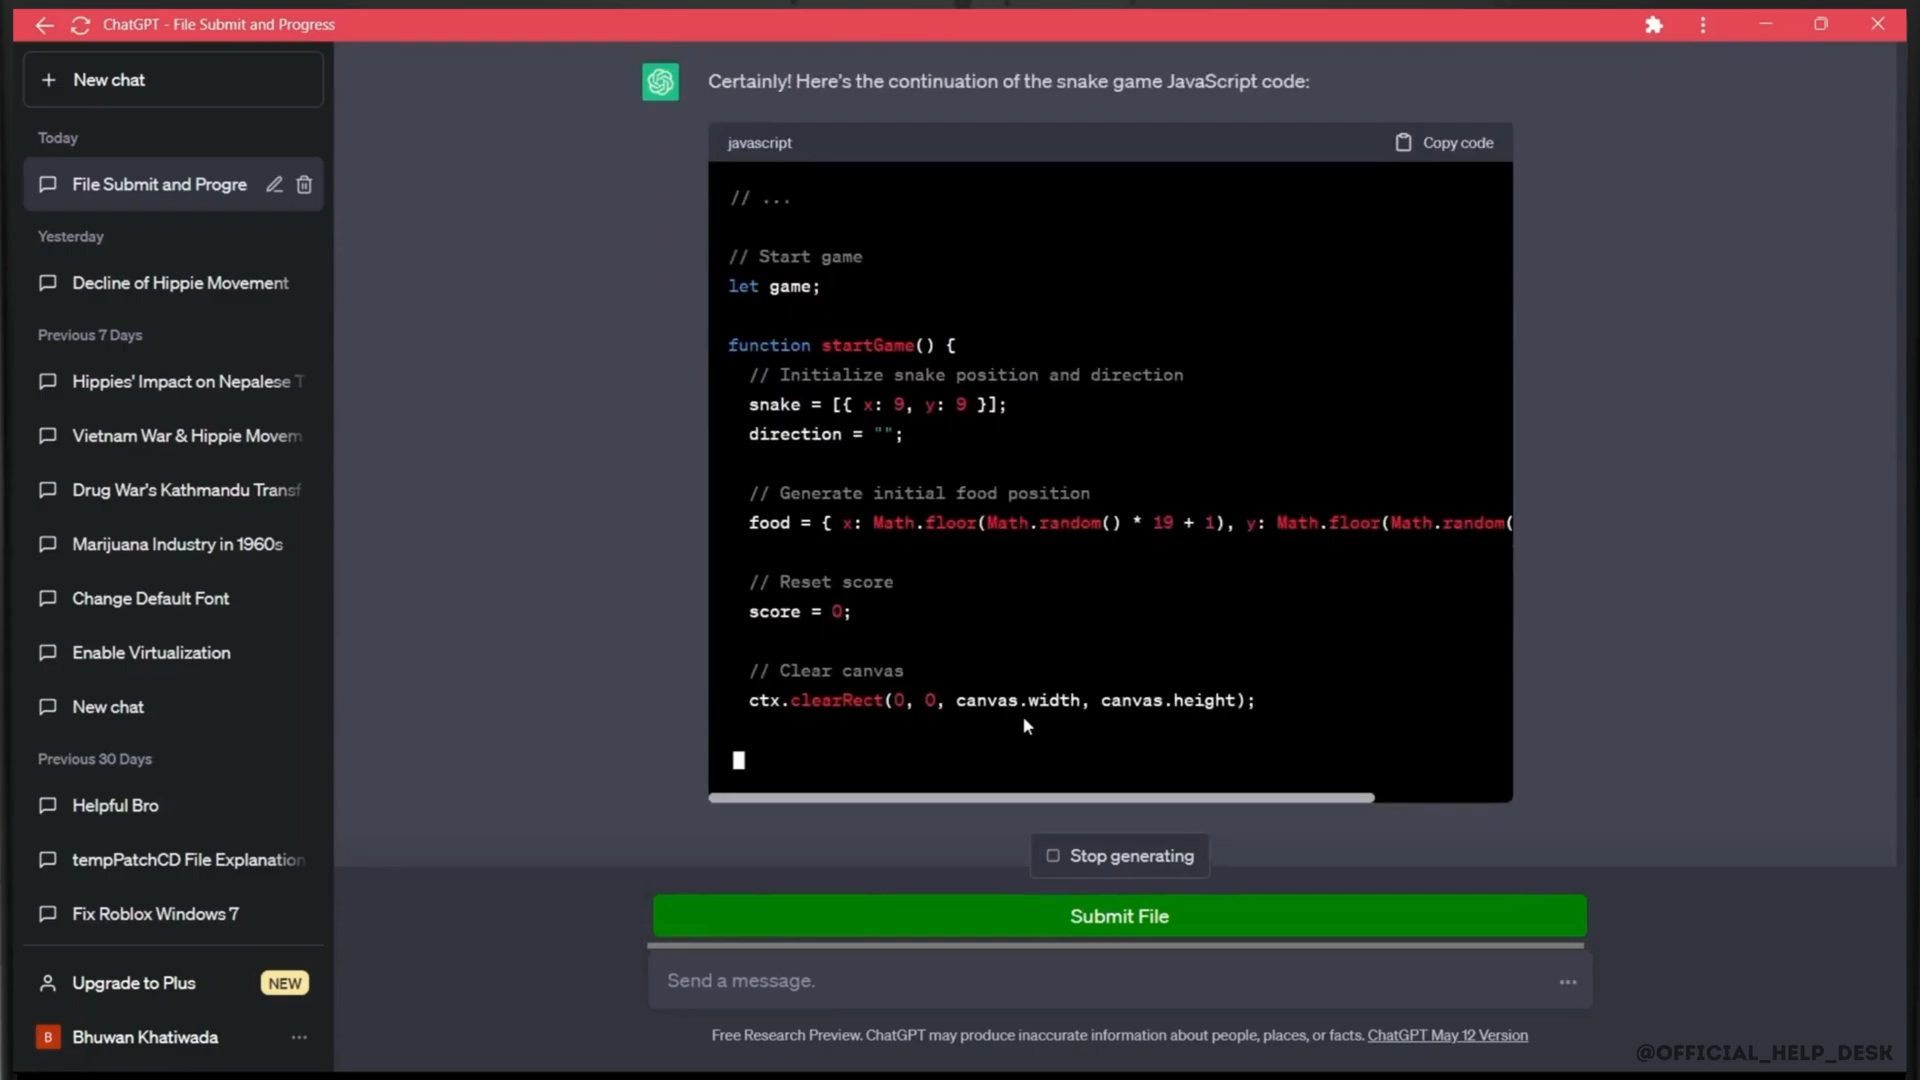 ChatGPT - File Submit and Progress
New chat
Today
File Submit and Progre
Yesterday
Decline of Hippie Movement
Previous 7 Days
Hippies' Impact on Nepalese T
Vietnam War & Hippie Movem
Drug War's Kathmandu Transf
Marijuana Industry in 1960s
Change Default Font
Enable Virtualization
New chat
Previous 30 Days
Helpful Bro
tempPatchCD File Explanation
Fix Roblox Windows 7
Upgrade to Plus NEW
B Bhuwan Khatiwada
Certainly! Here's the continuation of the snake game JavaScript code:
javascript Copy code
// ...
// Start game
let game;
function startGame() {
// Initialize snake position and direction
snake = [{ x: 9, y: 9 }];
direction = "";
// Generate initial food position
food = { x: Math.floor(Math.random() * 19 + 1), y: Math.floor(Math.random(
// Reset score
score = 0;
// Clear canvas
ctx.clearRect(0, 0, canvas.width, canvas.height);
Stop generating
Submit File
Send a message.
Free Research Preview. ChatGPT may produce inaccurate information about people, places, or facts. ChatGPT May 12 Version
@OFFICIAL_HELP_DESK